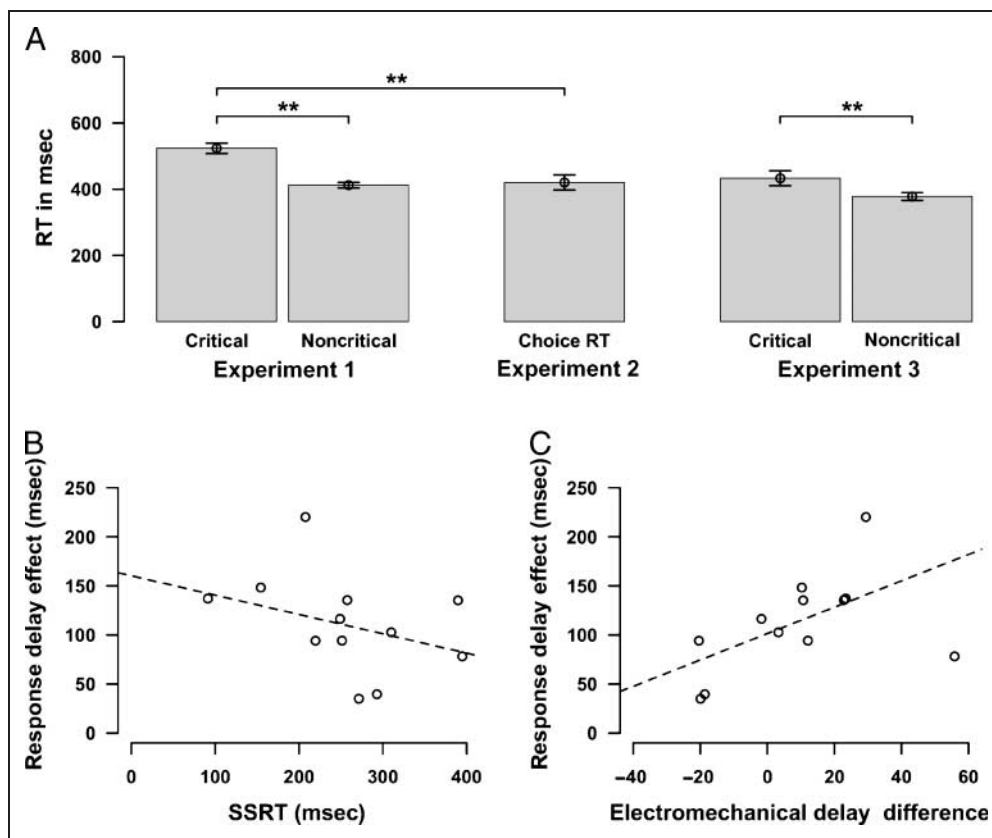 A
800
600
400
200
0
RT in msec
**
**
**
Critical
Noncritical
Choice RT
Critical
Noncritical
Experiment 1
Experiment 2
Experiment 3
B
250
200
150
100
50
0
Response delay effect (msec)
0
100
200
300
400
SSRT (msec)
C
250
200
150
100
50
0
Response delay effect (msec)
−40
−20
0
20
40
60
Electromechanical delay difference